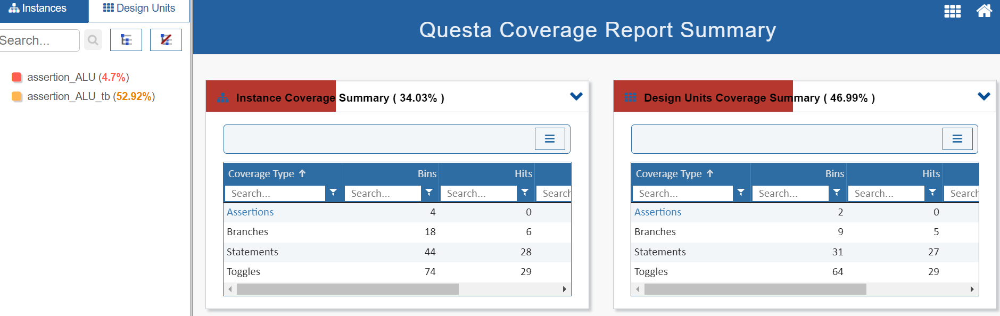 Instances
Design Units
Search...
assertion_ALU (4.7%)
assertion_ALU_tb (52.92%)
Questa Coverage Report Summary
Instance Coverage Summary ( 34.03% )
Coverage Type Bins Hits
Search... Search... Search... Search
Assertions 4 0
Branches 18 6
Statements 44 28
Toggles 74 29
Design Units Coverage Summary ( 46.99% )
Coverage Type Bins Hits
Search... Search... Search... Search
Assertions 2 0
Branches 9 5
Statements 31 27
Toggles 64 29